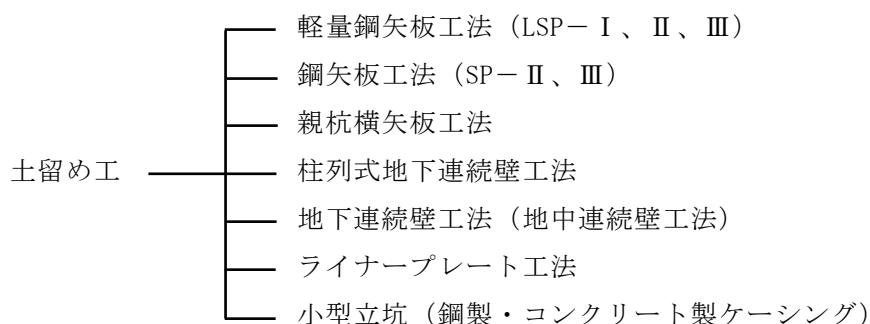 軽量鋼矢板工法（LSP－Ⅰ、Ⅱ、Ⅲ）
鋼矢板工法（SP－Ⅱ、Ⅲ）
親杭横矢板工法
土留め工
柱列式地下連続壁工法
地下連続壁工法（地中連続壁工法）
ライナープレート工法
小型立坑（鋼製・コンクリート製ケーシング）